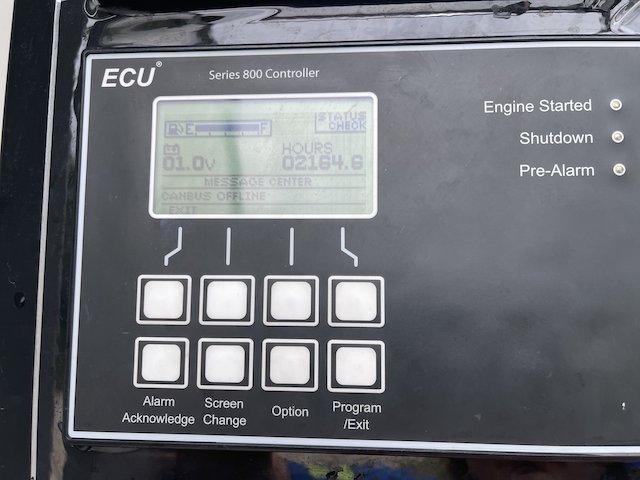 ECU®
Series 800 Controller
E F
STATUS CHECK
HOURS
01.0V 02164.6
MESSAGE CENTER
CANBUS OFFLINE
EXIT
Engine Started
Shutdown
Pre-Alarm
Alarm Acknowledge
Screen Change
Option
Program /Exit